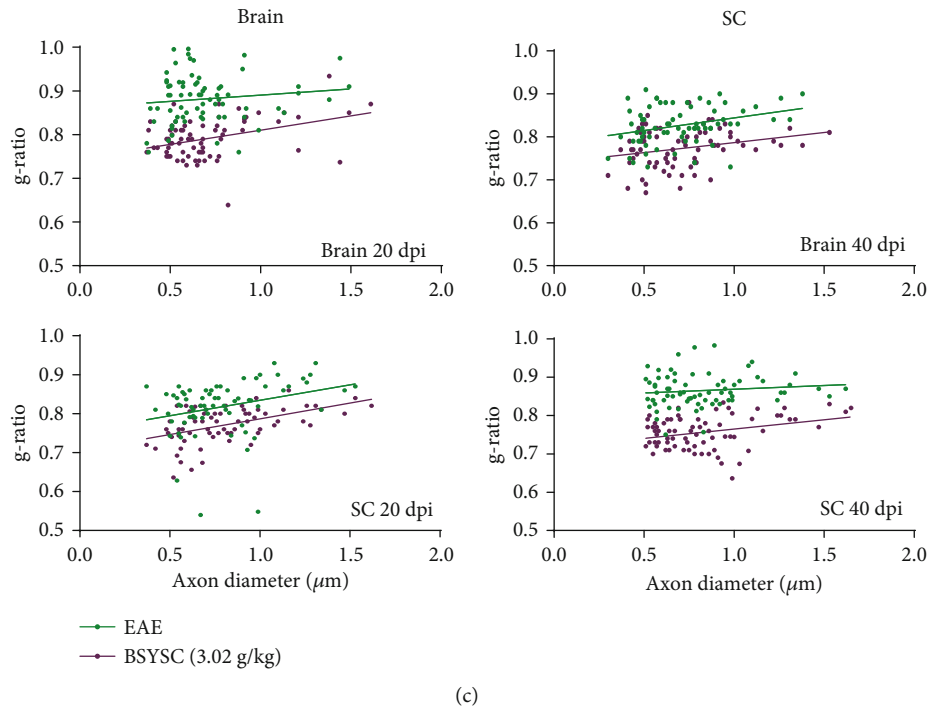 Brain
SC
1.0
0.9
0.8
0.7
0.6
0.5
g-ratio
Brain 20 dpi
0.0 0.5 1.0 1.5 2.0
1.0
0.9
0.8
0.7
0.6
0.5
g-ratio
Brain 40 dpi
0.0 0.5 1.0 1.5 2.0
1.0
0.9
0.8
0.7
0.6
0.5
g-ratio
SC 20 dpi
0.0 0.5 1.0 1.5 2.0
Axon diameter (μm)
1.0
0.9
0.8
0.7
0.6
0.5
g-ratio
SC 40 dpi
0.0 0.5 1.0 1.5 2.0
Axon diameter (μm)
EAE
BSYSC (3.02 g/kg)
(c)